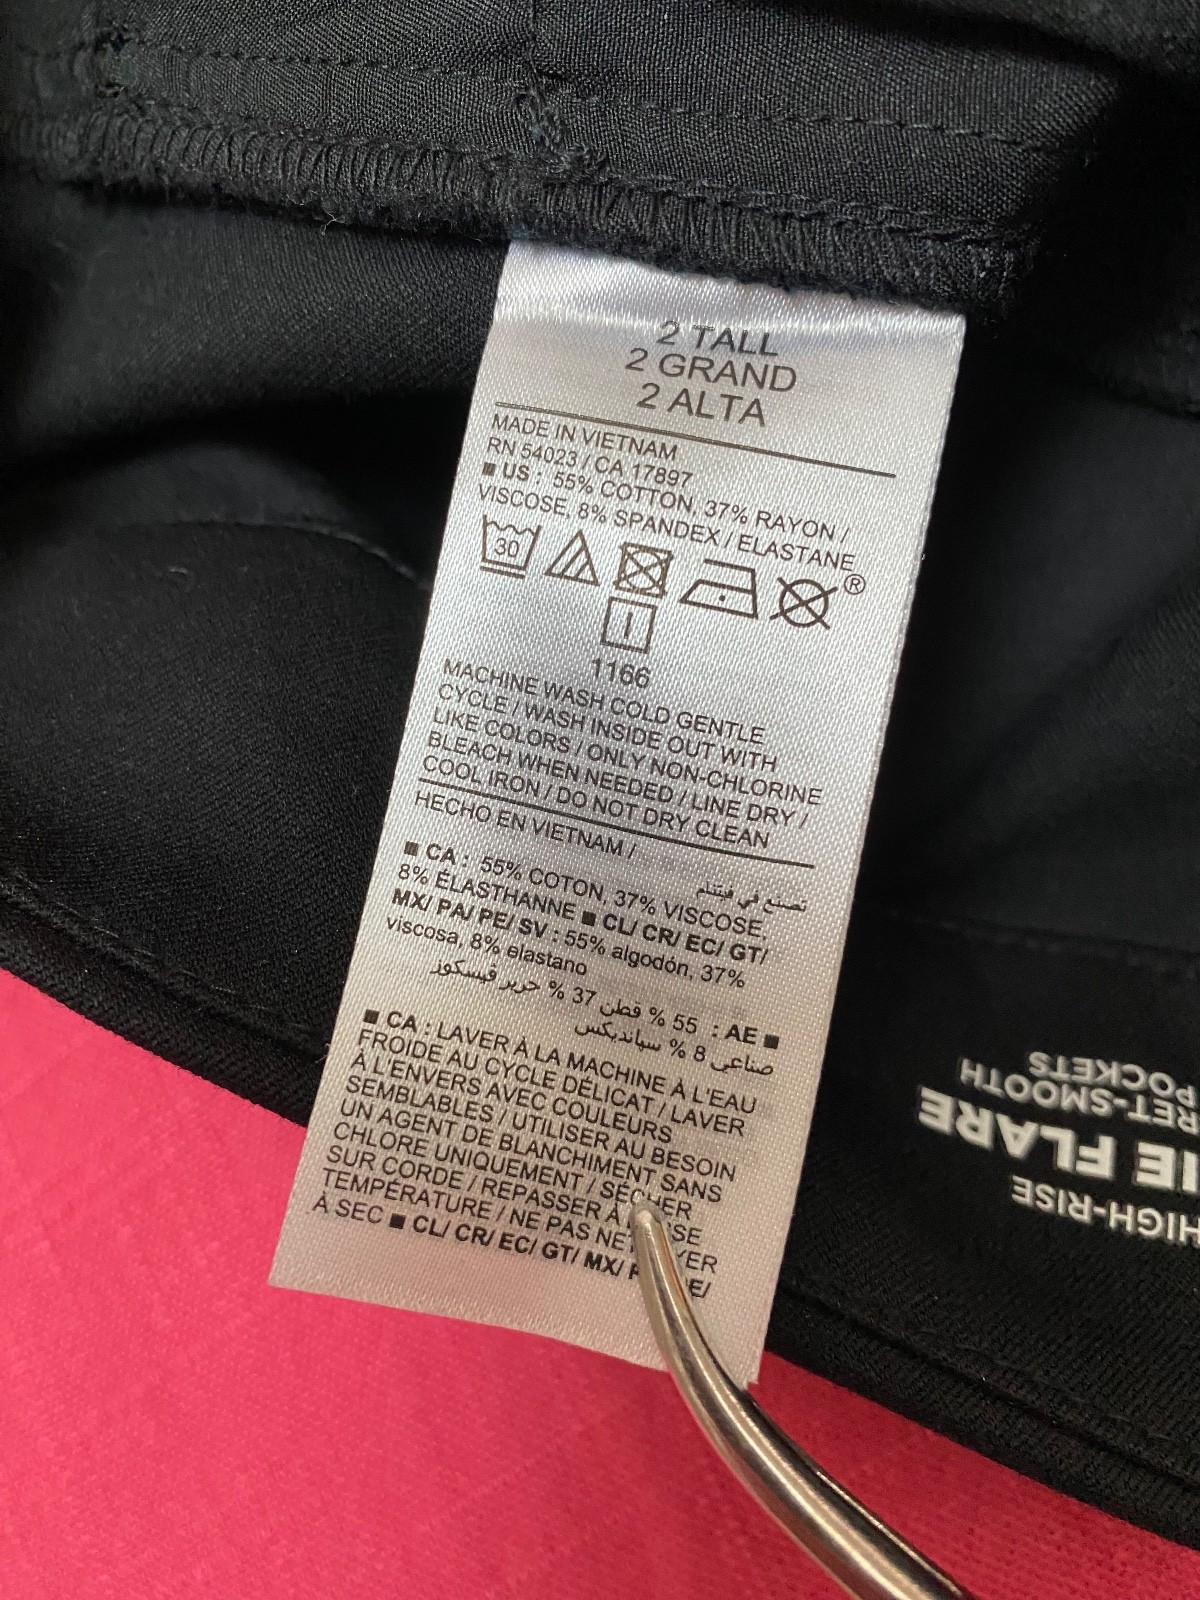 2 TALL
2 GRAND
2 ALTA
MADE IN VIETNAM
RN 54023 / CA 17897
■ US : 55% COTTON, 37% RAYON /
VISCOSE, 8% SPANDEX / ELASTANE
30
®
1166
MACHINE WASH COLD GENTLE
CYCLE / WASH INSIDE OUT WITH
LIKE COLORS / ONLY NON-CHLORINE
BLEACH WHEN NEEDED / LINE DRY /
COOL IRON / DO NOT DRY CLEAN
HECHO EN VIETNAM /
تصنع في فيتنام
■ CA : 55% COTON, 37% VISCOSE,
8% ÉLASTHANNE ■ CL/ CR/ EC/ GT/
MX/ PA/ PE/ SV : 55% algodón, 37%
viscosa, 8% elastano
■ AE : 55 % قطن 37 % حرير فيسكوز
صناعي 8 % سباندیکس
■ CA : LAVER À LA MACHINE À L'EAU
FROIDE AU CYCLE DÉLICAT / LAVER
À L'ENVERS AVEC COULEURS
SEMBLABLES / UTILISER AU BESOIN
UN AGENT DE BLANCHIMENT SANS
CHLORE UNIQUEMENT / SÉCHER
SUR CORDE / REPASSER À
TEMPÉRATURE / NE PAS
À SEC ■ CL/ CR/ EC/ GT/ MX/
HIGH-RISE
FLARE
POCKETS